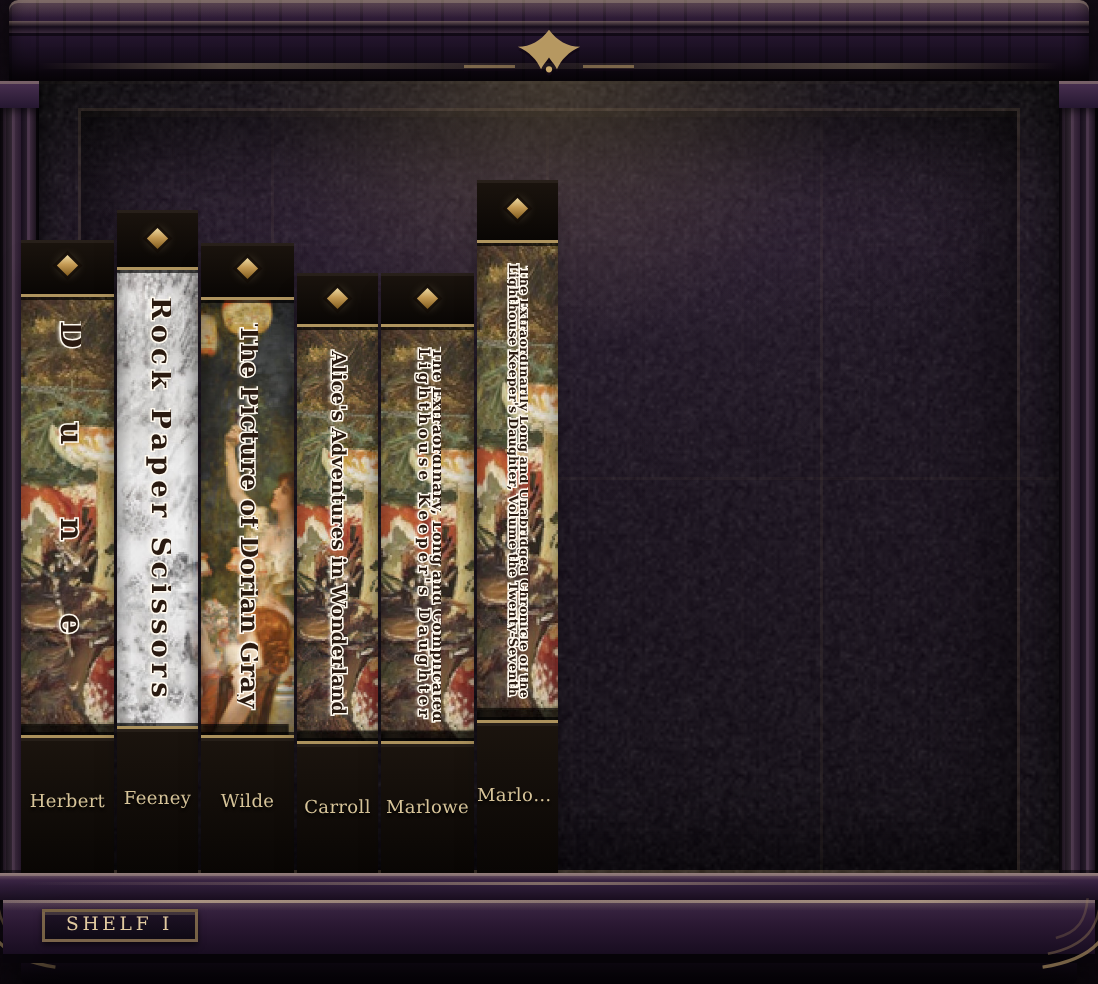 Dune
Herbert
Rock Paper Scissors
Feeney
The Picture of Dorian Gray
Wilde
Alice's Adventures in Wonderland
Carroll
The Extraordinary, Long and Complicated
Lighthouse Keeper's Daughter
Marlowe
The Extraordinarily Long and Unabridged Chronicle of the
Lighthouse Keeper's Daughter, Volume the Twenty-Seventh
Marlo...
SHELF I